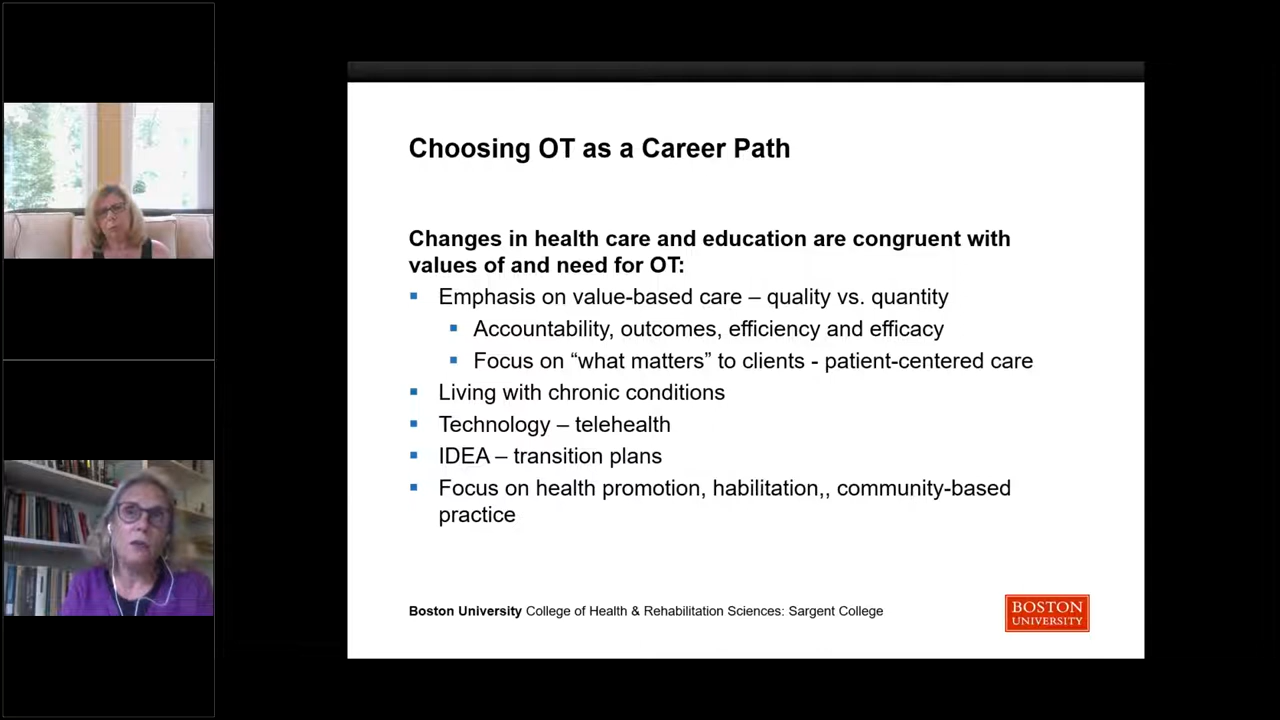 Choosing OT as a Career Path
Changes in health care and education are congruent with
values of and need for OT:
Emphasis on value-based care – quality vs. quantity
Accountability, outcomes, efficiency and efficacy
Focus on “what matters” to clients - patient-centered care
Living with chronic conditions
Technology – telehealth
IDEA – transition plans
Focus on health promotion, habilitation,, community-based
practice
Boston University College of Health & Rehabilitation Sciences: Sargent College
BOSTON
UNIVERSITY